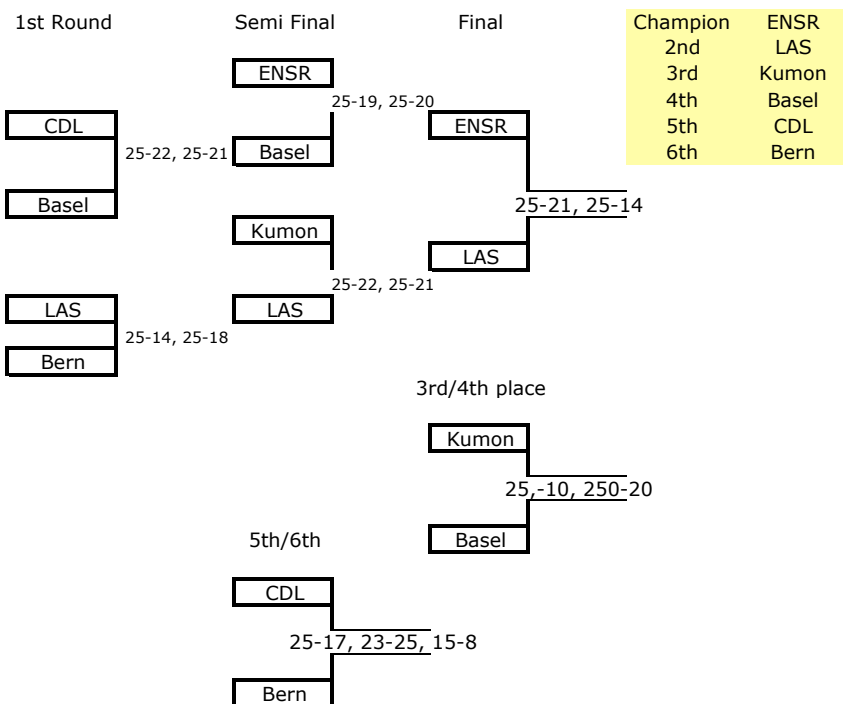 1st Round Semi Final Final Champion ENSR
2nd LAS
ENSR 3rd Kumon
25-19, 25-20 4th Basel
CDL ENSR 5th CDL
25-22, 25-21 Basel 6th Bern
Basel 25-21, 25-14
Kumon
LAS
25-22, 25-21
LAS LAS
25-14, 25-18
Bern
3rd/4th place
Kumon
25,-10, 250-20
5th/6th Basel
CDL
25-17, 23-25, 15-8
Bern